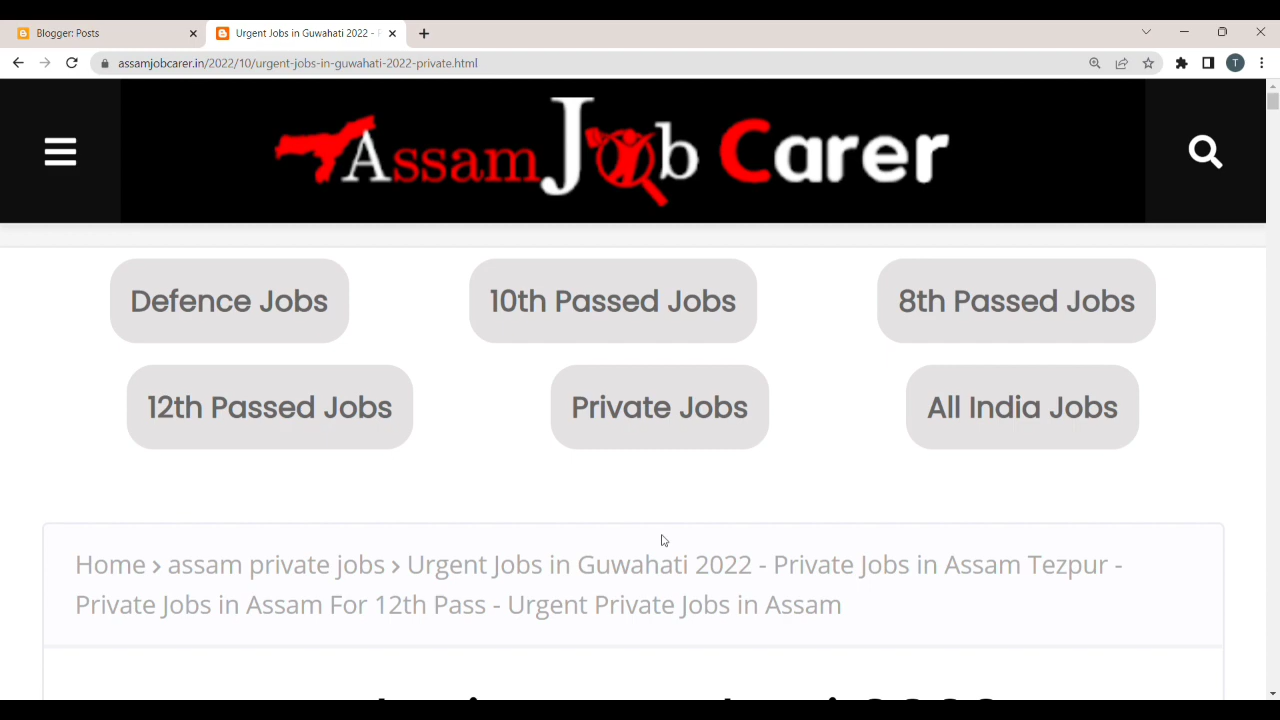 Blogger: Posts
Urgent Jobs in Guwahati 2022 -
assamjobcarer.in/2022/10/urgent-jobs-in-guwahati-2022-private.html
T
Assam Job Carer
Defence Jobs
10th Passed Jobs
8th Passed Jobs
12th Passed Jobs
Private Jobs
All India Jobs
Home › assam private jobs › Urgent Jobs in Guwahati 2022 - Private Jobs in Assam Tezpur -
Private Jobs in Assam For 12th Pass - Urgent Private Jobs in Assam